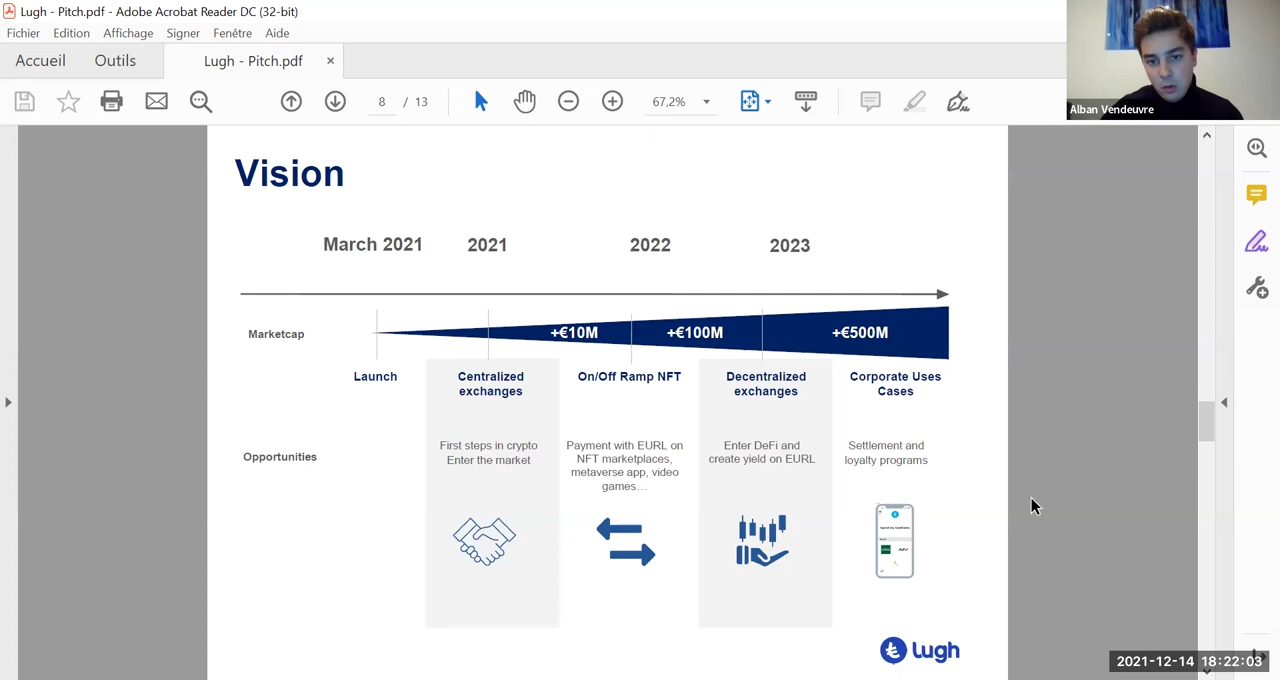 Lugh - Pitch.pdf - Adobe Acrobat Reader DC (32-bit)
Fichier Edition Affichage Signer Fenêtre Aide
Accueil Outils Lugh - Pitch.pdf ×
8 / 13 67,2%
Alban Vendeuvre
Vision
March 2021 2021 2022 2023
Marketcap +€10M +€100M +€500M
Launch Centralized exchanges On/Off Ramp NFT Decentralized exchanges Corporate Uses Cases
Opportunities
First steps in crypto
Enter the market
Payment with EURL on
NFT marketplaces,
metaverse app, video
games…
Enter DeFi and
create yield on EURL
Settlement and
loyalty programs
Lugh
2021-12-14 18:22:03